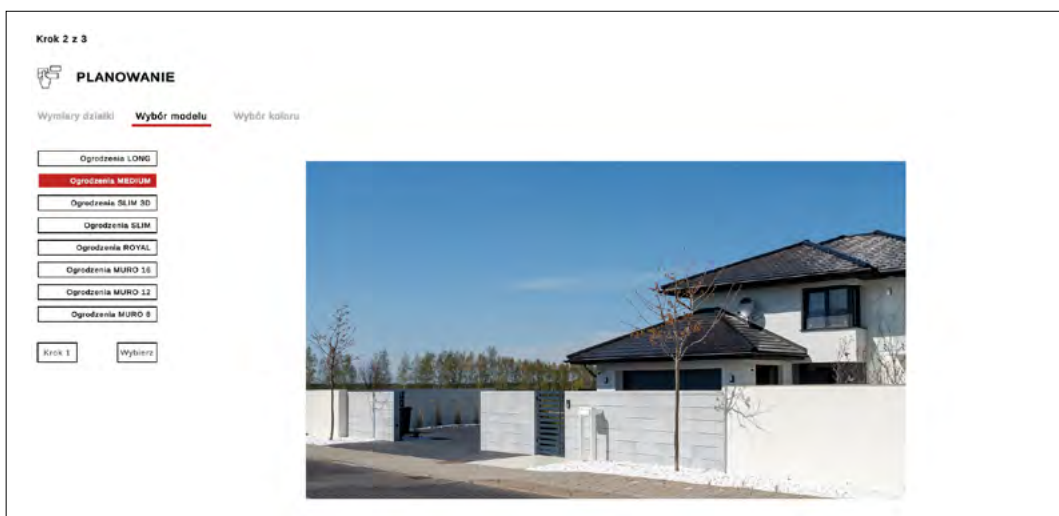 Krok 2 z 3
PLANOWANIE
Wymiary działki Wybór modelu Wybór koloru
Ogrodzenia LONG
Ogrodzenia MEDIUM
Ogrodzenia SLIM 3D
Ogrodzenia SLIM
Ogrodzenia ROYAL
Ogrodzenia MURO 16
Ogrodzenia MURO 12
Ogrodzenia MURO 8
Krok 1 Wybierz